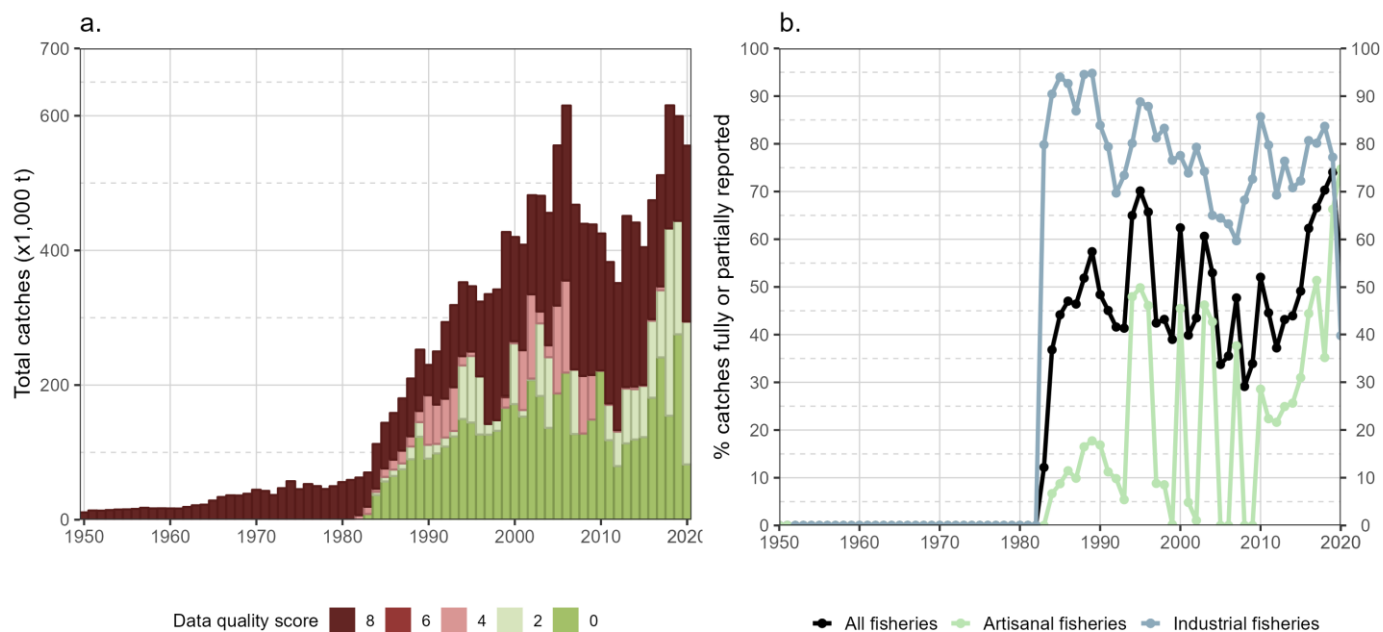 a.
Total catches (x1,000 t)
700
600
400
200
0
1950 1960 1970 1980 1990 2000 2010 202
Data quality score 8 6 4 2 0
b.
% catches fully or partially reported
100 100
90 90
80 80
70 70
60 60
50 50
40 40
30 30
20 20
10 10
0 0
1950 1960 1970 1980 1990 2000 2010 2020
All fisheries Artisanal fisheries Industrial fisheries